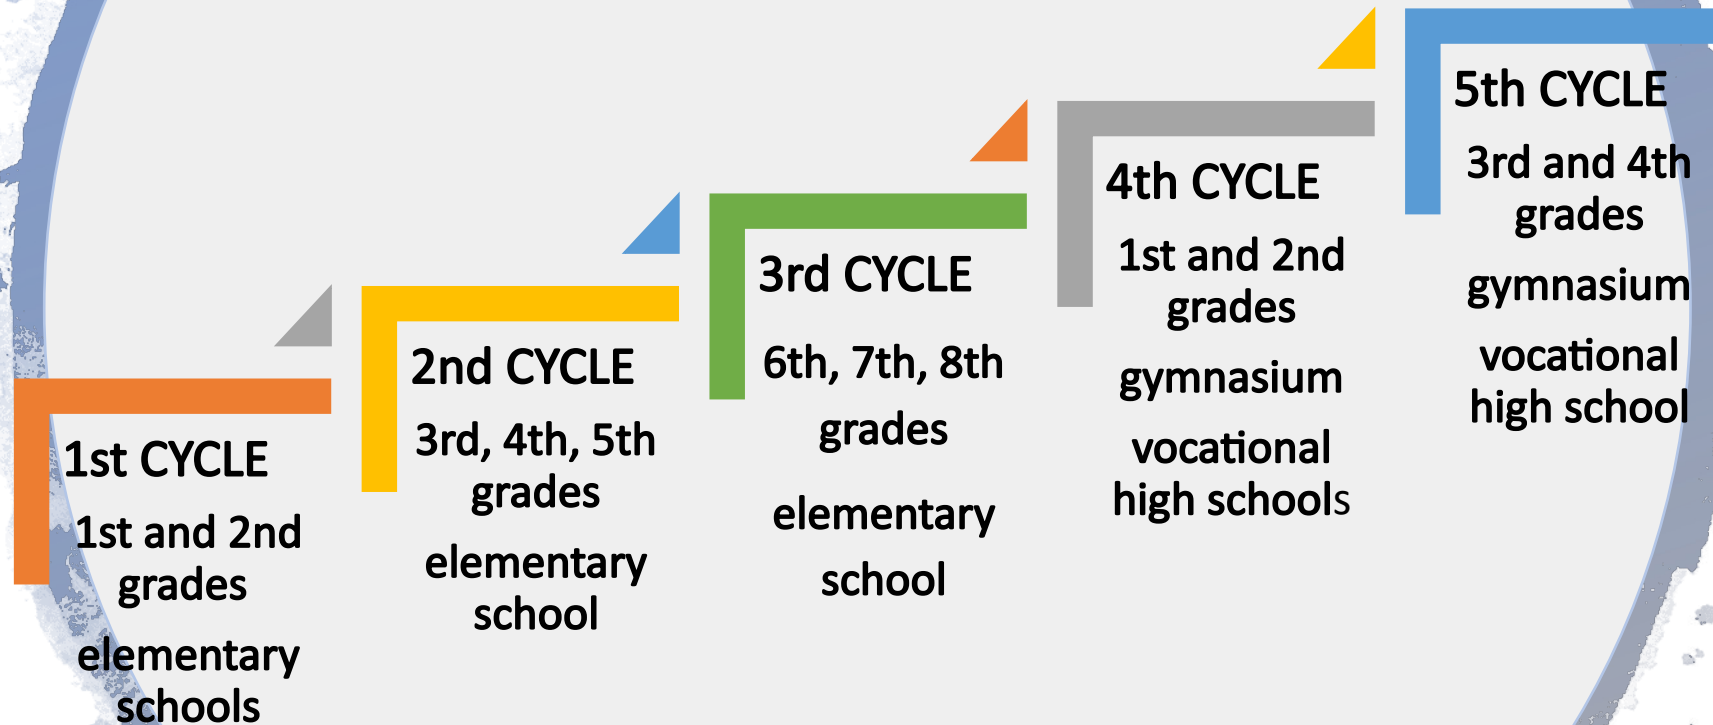 1st CYCLE
1st and 2nd
grades
elementary
schools
2nd CYCLE
3rd, 4th, 5th
grades
elementary
school
3rd CYCLE
6th, 7th, 8th
grades
elementary
school
4th CYCLE
1st and 2nd
grades
gymnasium
vocational
high schools
5th CYCLE
3rd and 4th
grades
gymnasium
vocational
high school